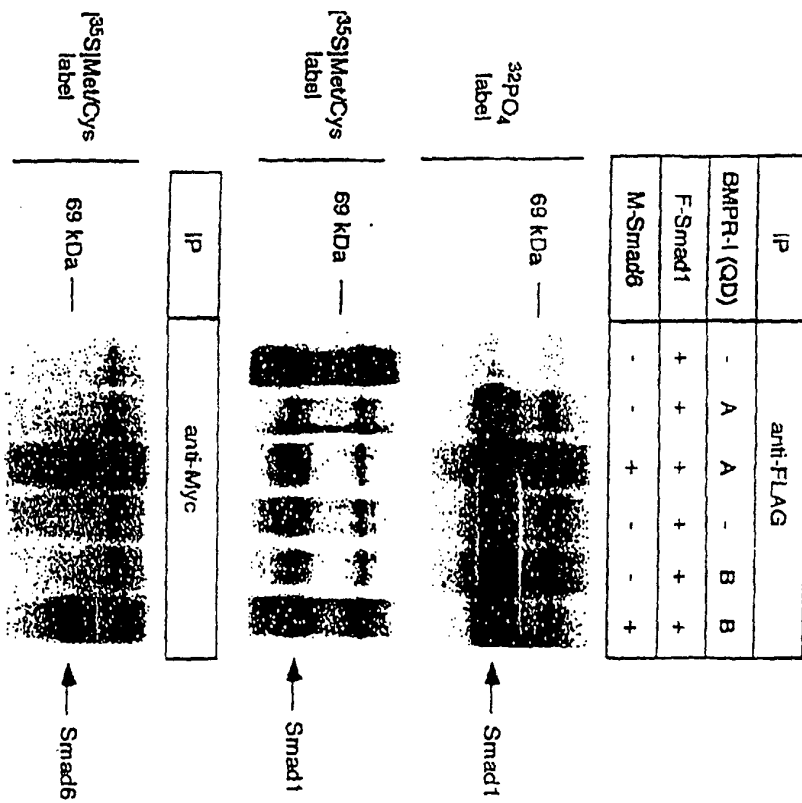 IP anti-FLAG
BMPR-I (QD) - A A - B B
F-Smad1 + + + + + +
M-Smad6 - - + - - +
69 kDa
³²PO₄
label
Smad1
69 kDa
[³⁵S]Met/Cys
label
Smad1
IP anti-Myc
69 kDa
[³⁵S]Met/Cys
label
Smad6